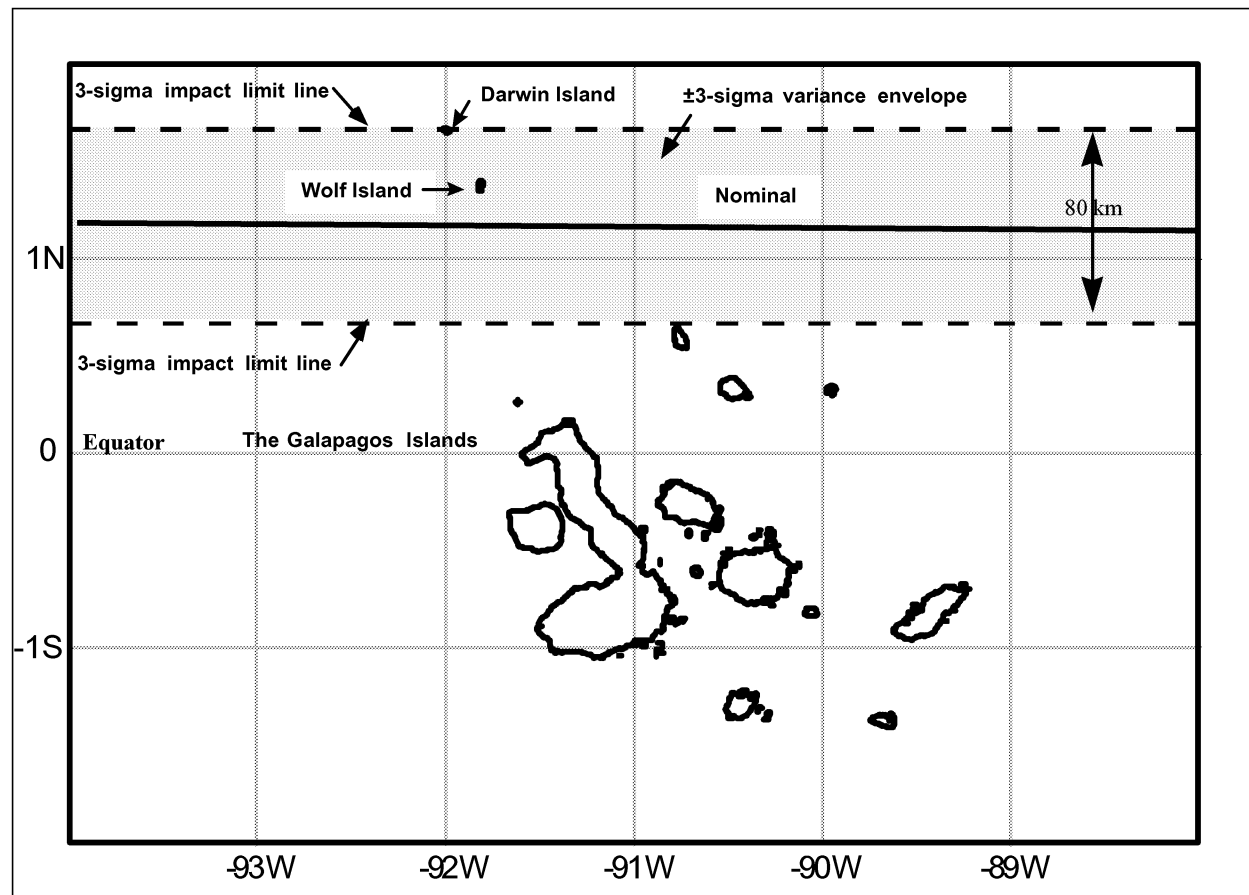 3-sigma impact limit line
Darwin Island
±3-sigma variance envelope
Wolf Island
Nominal
80 km
1N
3-sigma impact limit line
0
Equator
The Galapagos Islands
-1S
-93W
-92W
-91W
-90W
-89W